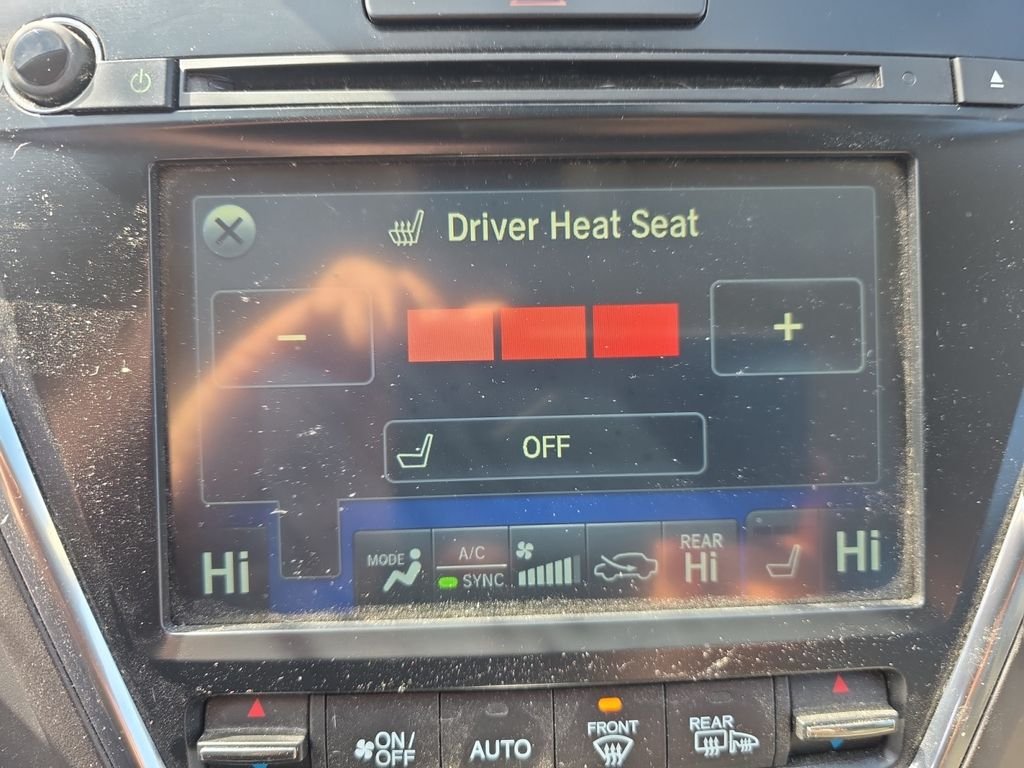 Driver Heat Seat
−
+
OFF
Hi
MODE
A/C
SYNC
REAR
Hi
Hi
ON/
OFF
AUTO
FRONT
REAR